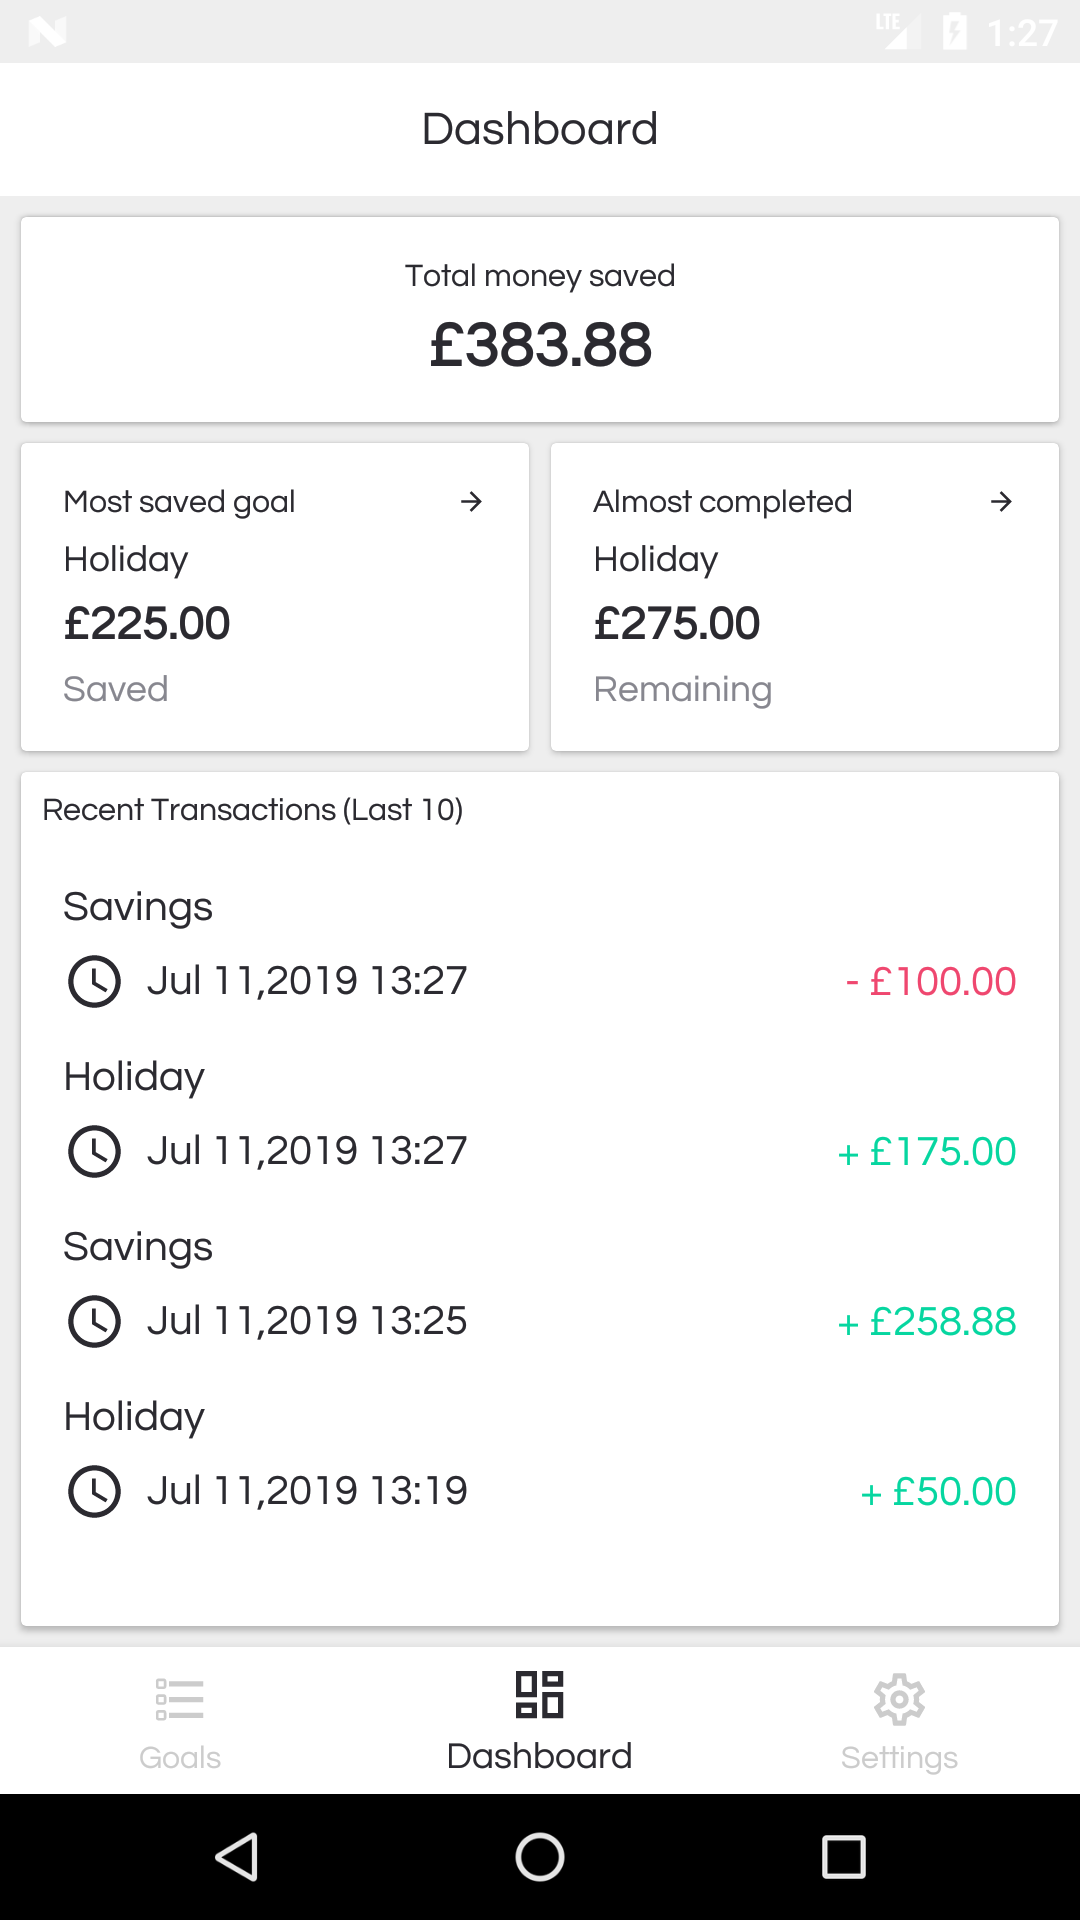 LTE 1:27
Dashboard
Total money saved
£383.88
Most saved goal
Holiday
£225.00
Saved
Almost completed
Holiday
£275.00
Remaining
Recent Transactions (Last 10)
Savings
Jul 11,2019 13:27 - £100.00
Holiday
Jul 11,2019 13:27 + £175.00
Savings
Jul 11,2019 13:25 + £258.88
Holiday
Jul 11,2019 13:19 + £50.00
Goals Dashboard Settings